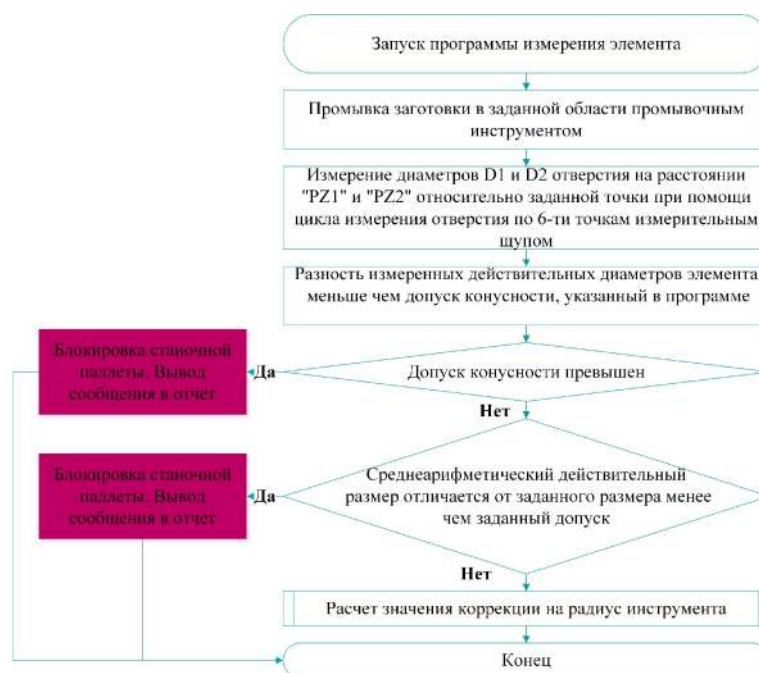 Запуск программы измерения элемента
Промывка заготовки в заданной области промывочным
инструментом
Измерение диаметров D1 и D2 отверстия на расстоянии
"PZ1" и "PZ2" относительно заданной точки при помощи
цикла измерения отверстия по 6-ти точкам измерительным
щупом
Разность измеренных действительных диаметров элемента
меньше чем допуск конусности, указанный в программе
Блокировка станочной
паллеты. Вывод
сообщения в отчет
Да
Допуск конусности превышен
Нет
Блокировка станочной
паллеты. Вывод
сообщения в отчет
Да
Среднеарифметический действительный
размер отличается от заданного размера менее
чем заданный допуск
Нет
Расчет значения коррекции на радиус инструмента
Конец